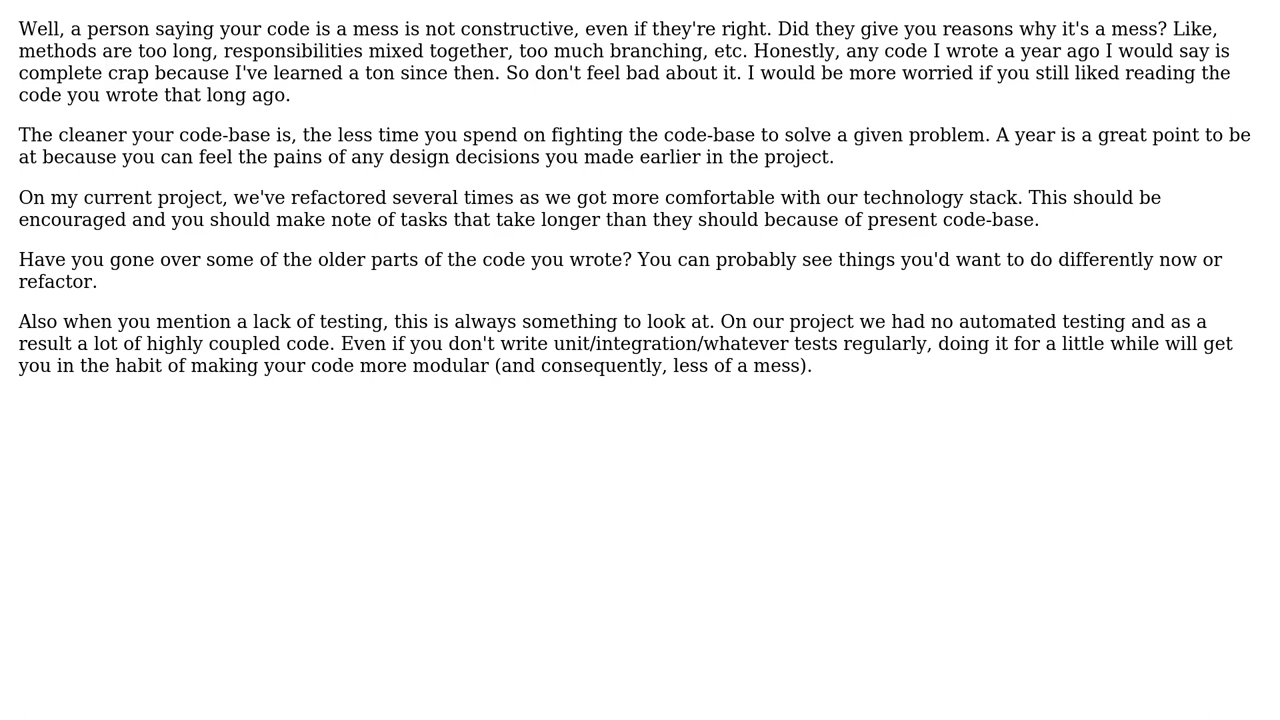 Well, a person saying your code is a mess is not constructive, even if they're right. Did they give you reasons why it's a mess? Like,
methods are too long, responsibilities mixed together, too much branching, etc. Honestly, any code I wrote a year ago I would say is
complete crap because I've learned a ton since then. So don't feel bad about it. I would be more worried if you still liked reading the
code you wrote that long ago.
The cleaner your code-base is, the less time you spend on fighting the code-base to solve a given problem. A year is a great point to be
at because you can feel the pains of any design decisions you made earlier in the project.
On my current project, we've refactored several times as we got more comfortable with our technology stack. This should be
encouraged and you should make note of tasks that take longer than they should because of present code-base.
Have you gone over some of the older parts of the code you wrote? You can probably see things you'd want to do differently now or
refactor.
Also when you mention a lack of testing, this is always something to look at. On our project we had no automated testing and as a
result a lot of highly coupled code. Even if you don't write unit/integration/whatever tests regularly, doing it for a little while will get
you in the habit of making your code more modular (and consequently, less of a mess).